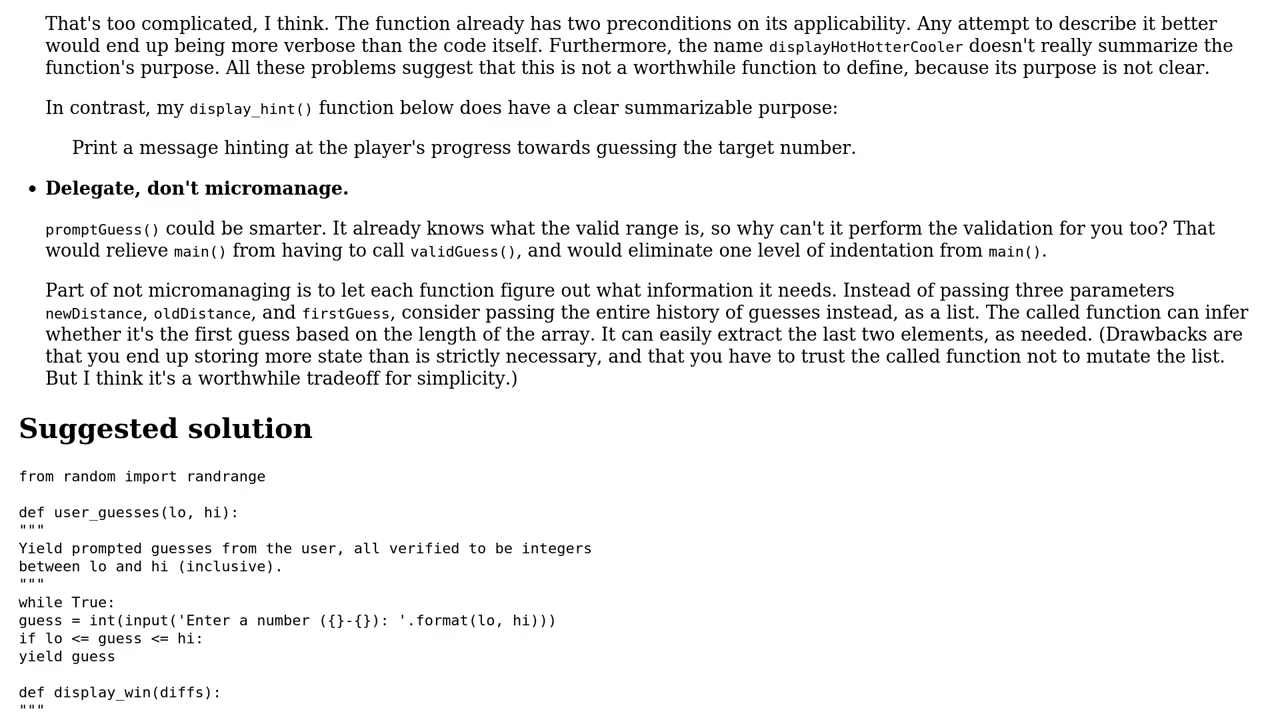 That's too complicated, I think. The function already has two preconditions on its applicability. Any attempt to describe it better
would end up being more verbose than the code itself. Furthermore, the name displayHotHotterCooler doesn't really summarize the
function's purpose. All these problems suggest that this is not a worthwhile function to define, because its purpose is not clear.
In contrast, my display_hint() function below does have a clear summarizable purpose:
Print a message hinting at the player's progress towards guessing the target number.
• Delegate, don't micromanage.
promptGuess() could be smarter. It already knows what the valid range is, so why can't it perform the validation for you too? That
would relieve main() from having to call validGuess(), and would eliminate one level of indentation from main().
Part of not micromanaging is to let each function figure out what information it needs. Instead of passing three parameters
newDistance, oldDistance, and firstGuess, consider passing the entire history of guesses instead, as a list. The called function can infer
whether it's the first guess based on the length of the array. It can easily extract the last two elements, as needed. (Drawbacks are
that you end up storing more state than is strictly necessary, and that you have to trust the called function not to mutate the list.
But I think it's a worthwhile tradeoff for simplicity.)
Suggested solution
from random import randrange
def user_guesses(lo, hi):
"""
Yield prompted guesses from the user, all verified to be integers
between lo and hi (inclusive).
"""
while True:
guess = int(input('Enter a number ({}-{}): '.format(lo, hi)))
if lo <= guess <= hi:
yield guess
def display_win(diffs):
"""